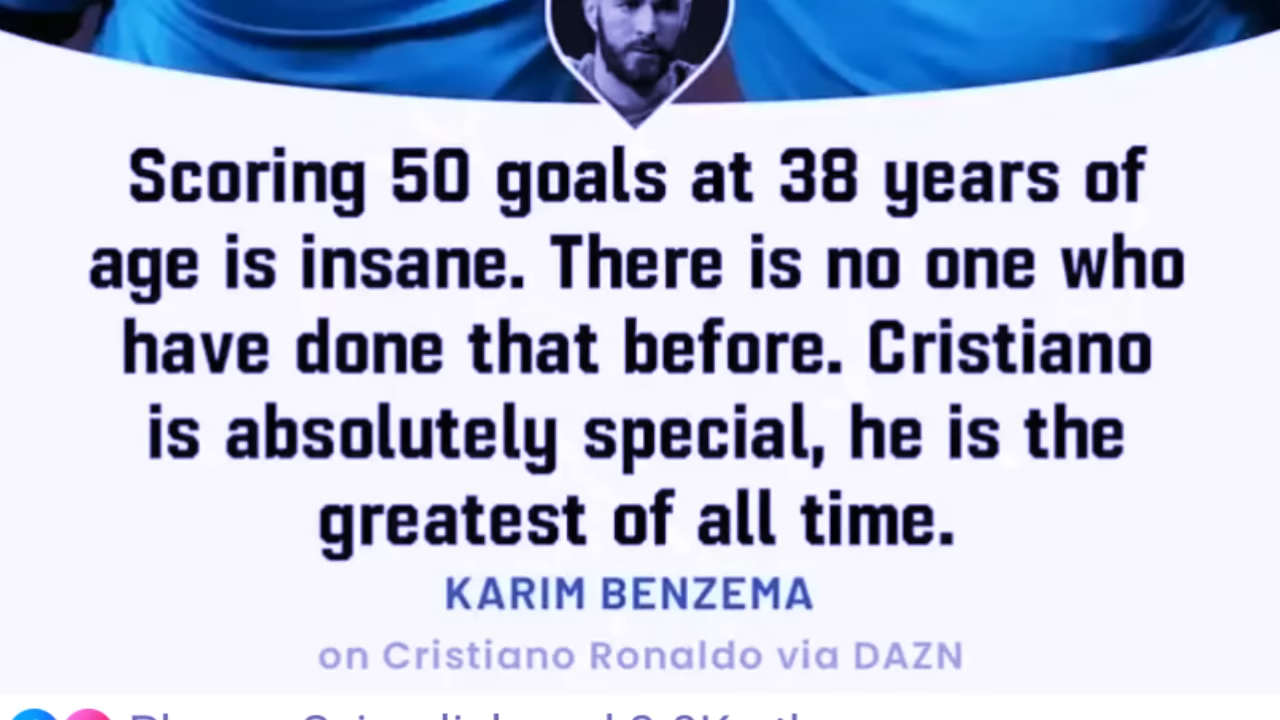 Scoring 50 goals at 38 years of
age is insane. There is no one who
have done that before. Cristiano
is absolutely special, he is the
greatest of all time.
KARIM BENZEMA
on Cristiano Ronaldo via DAZN